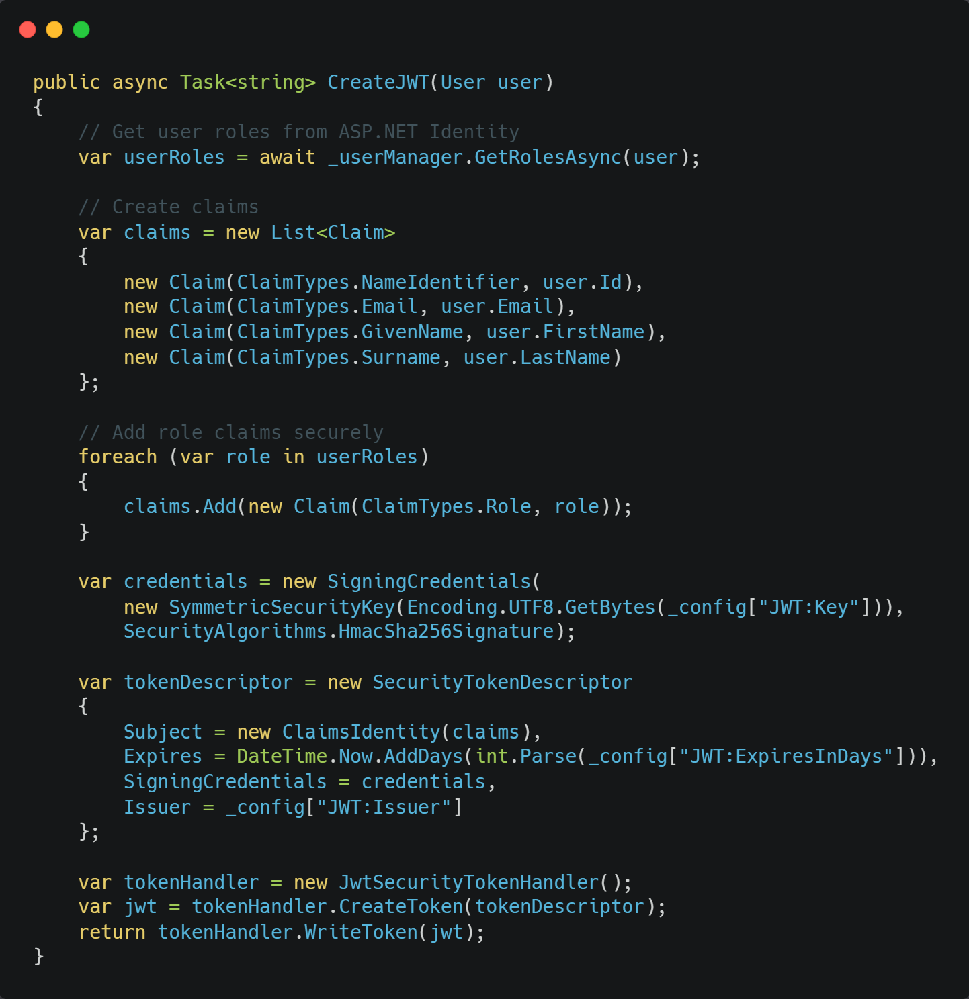 public async Task<string> CreateJWT(User user)
{
    // Get user roles from ASP.NET Identity
    var userRoles = await _userManager.GetRolesAsync(user);

    // Create claims
    var claims = new List<Claim>
    {
        new Claim(ClaimTypes.NameIdentifier, user.Id),
        new Claim(ClaimTypes.Email, user.Email),
        new Claim(ClaimTypes.GivenName, user.FirstName),
        new Claim(ClaimTypes.Surname, user.LastName)
    };

    // Add role claims securely
    foreach (var role in userRoles)
    {
        claims.Add(new Claim(ClaimTypes.Role, role));
    }

    var credentials = new SigningCredentials(
        new SymmetricSecurityKey(Encoding.UTF8.GetBytes(_config["JWT:Key"])),
        SecurityAlgorithms.HmacSha256Signature);

    var tokenDescriptor = new SecurityTokenDescriptor
    {
        Subject = new ClaimsIdentity(claims),
        Expires = DateTime.Now.AddDays(int.Parse(_config["JWT:ExpiresInDays"])),
        SigningCredentials = credentials,
        Issuer = _config["JWT:Issuer"]
    };

    var tokenHandler = new JwtSecurityTokenHandler();
    var jwt = tokenHandler.CreateToken(tokenDescriptor);
    return tokenHandler.WriteToken(jwt);
}